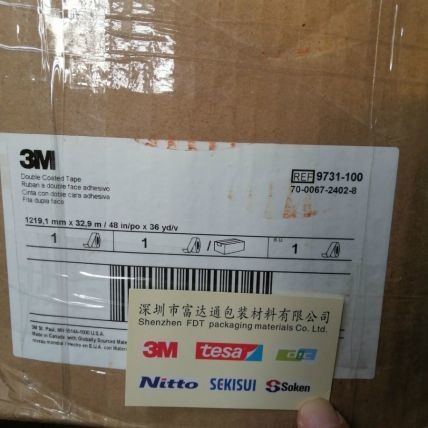 3M
Double Coated Tape
Ruban à double face adhésivo
Cinta con doble cara adhesiva
Fita dupla face
REF 9731-100
70-0067-2402-8
1219,1 mm x 32,9 m / 48 in/po x 36 yd/v
1 1 / 1
3M St. Paul, MN 55144-1000 U.S.A.
Made in Canada with Globally Sourced
深圳市富达通包装材料有限公司
Shenzhen FDT packaging materials Co. Ltd.
3M tesa
Nitto SEKISUI Soken